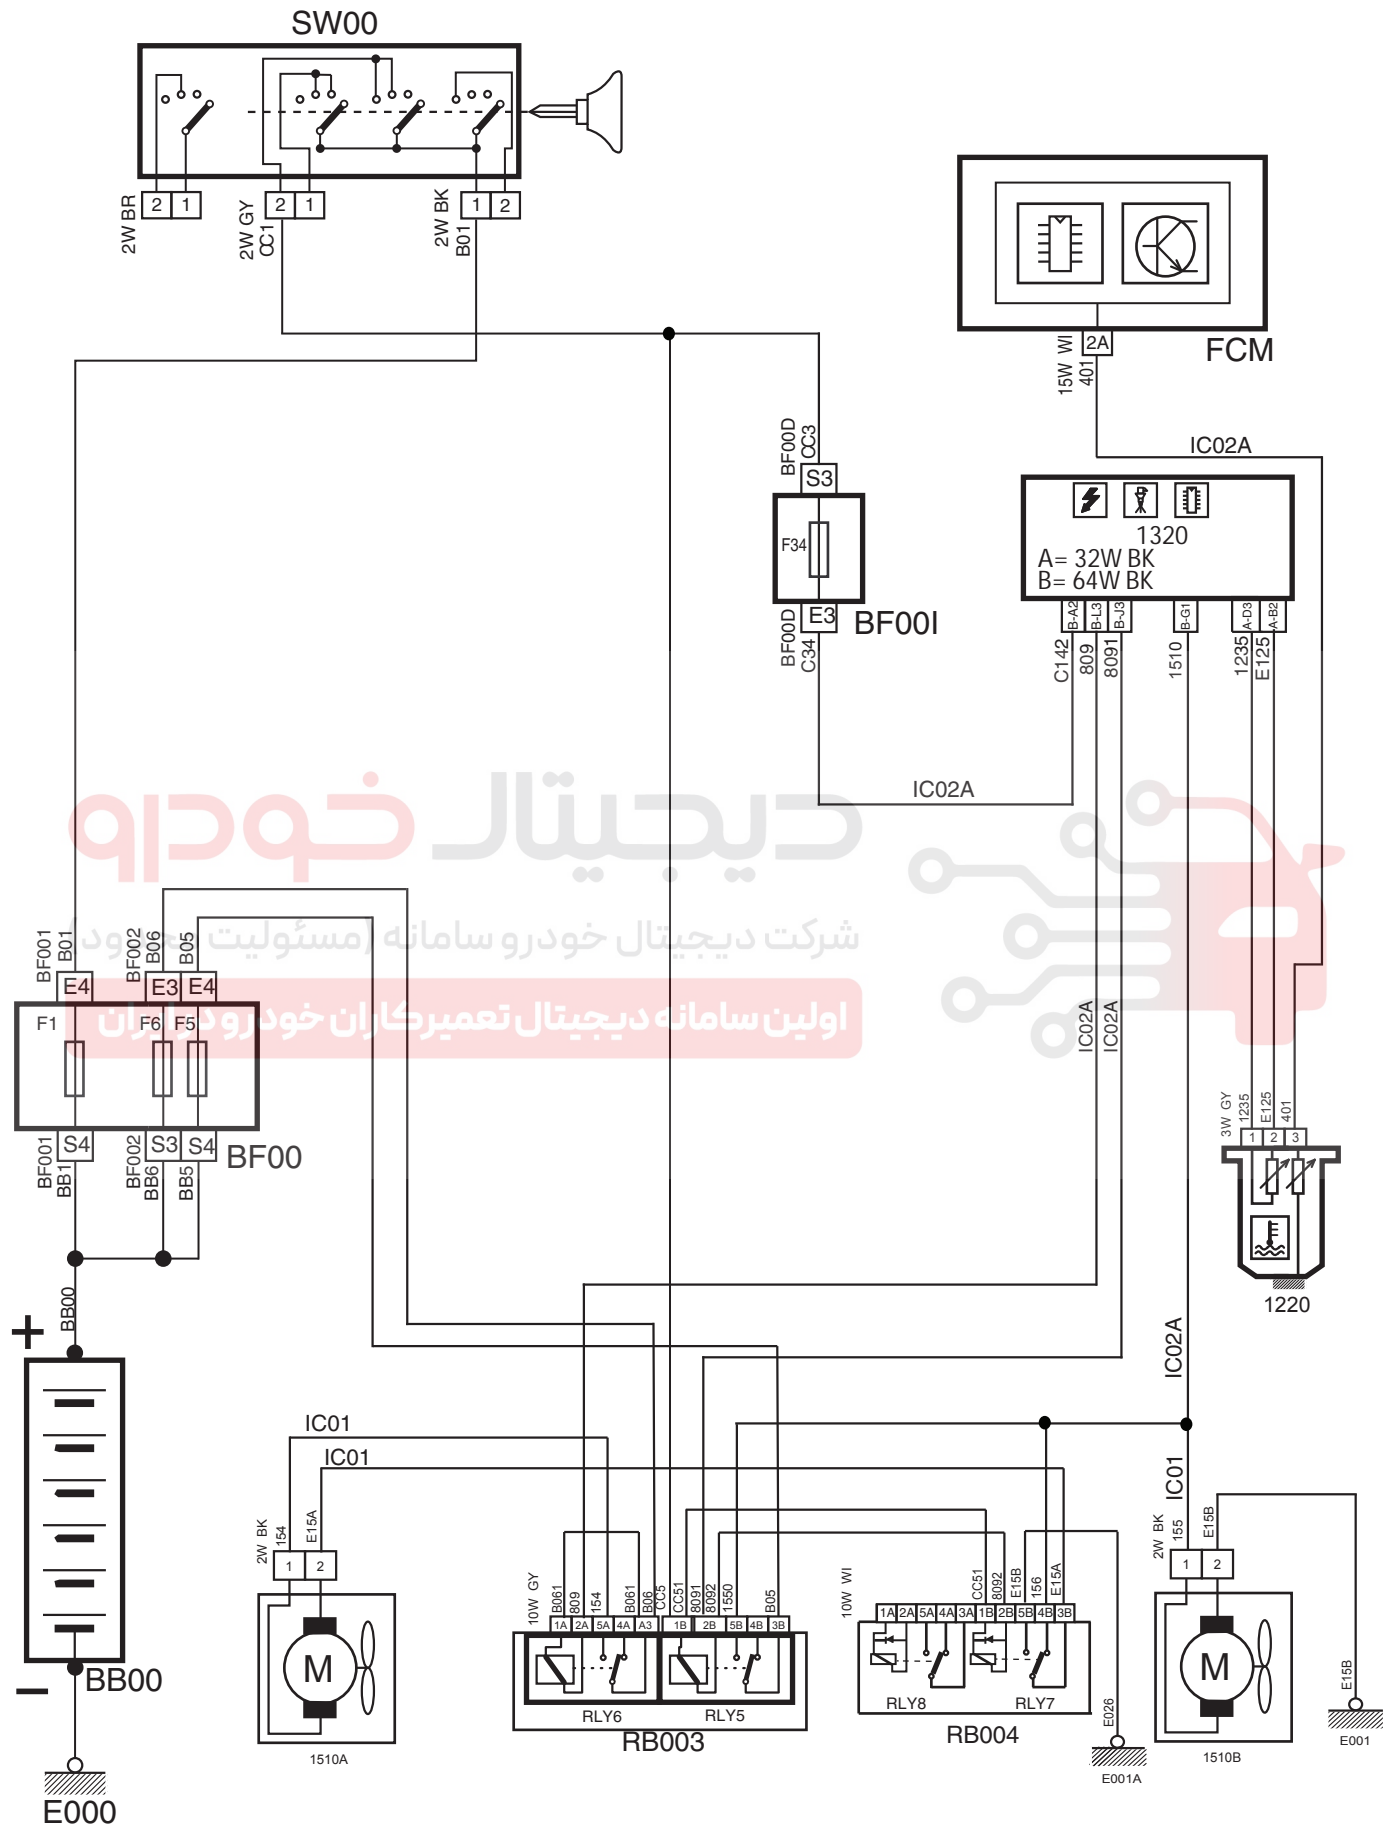 SW00
2W BR
2
1
2W GY
CC1
2
1
2W BK
B01
1
2
2A
15W WI
401
FCM
IC02A
BF00D
CC3
S3
F34
E3
BF00D
C34
BF00I
1320
A= 32W BK
B= 64W BK
B-A2
B-L3
B-J3
B-G1
A-D3
A-B2
C142
809
8091
1510
1235
E125
IC02A
دیجیتال خودرو
شرکت دیجیتال خودرو سامانه (مسئولیت محدود)
اولین سامانه دیجیتال تعمیرکاران خودرو در ایران
BF001
B01
BF002
B06
B05
E4
E3
E4
F1
F6
F5
S4
S3
S4
BF00
BF001
BB1
BF002
BB6
BB5
IC02A
IC02A
3W GY
1235
E125
401
1
2
3
1220
BB00
+
−
BB00
E000
IC02A
IC01
IC01
IC01
2W BK
154
E15A
1
2
M
1510A
10W GY
B061
809
154
B061
B06
CC5
CC51
8091
8092
1550
B05
1A
2A
5A
4A
A3
1B
2B
5B
4B
3B
RLY6
RLY5
RB003
10W WI
CC51
8092
E15B
156
E15A
1A
2A
5A
4A
3A
1B
2B
5B
4B
3B
RLY8
RLY7
RB004
E026
E001A
2W BK
155
E15B
1
2
M
1510B
E15B
E001